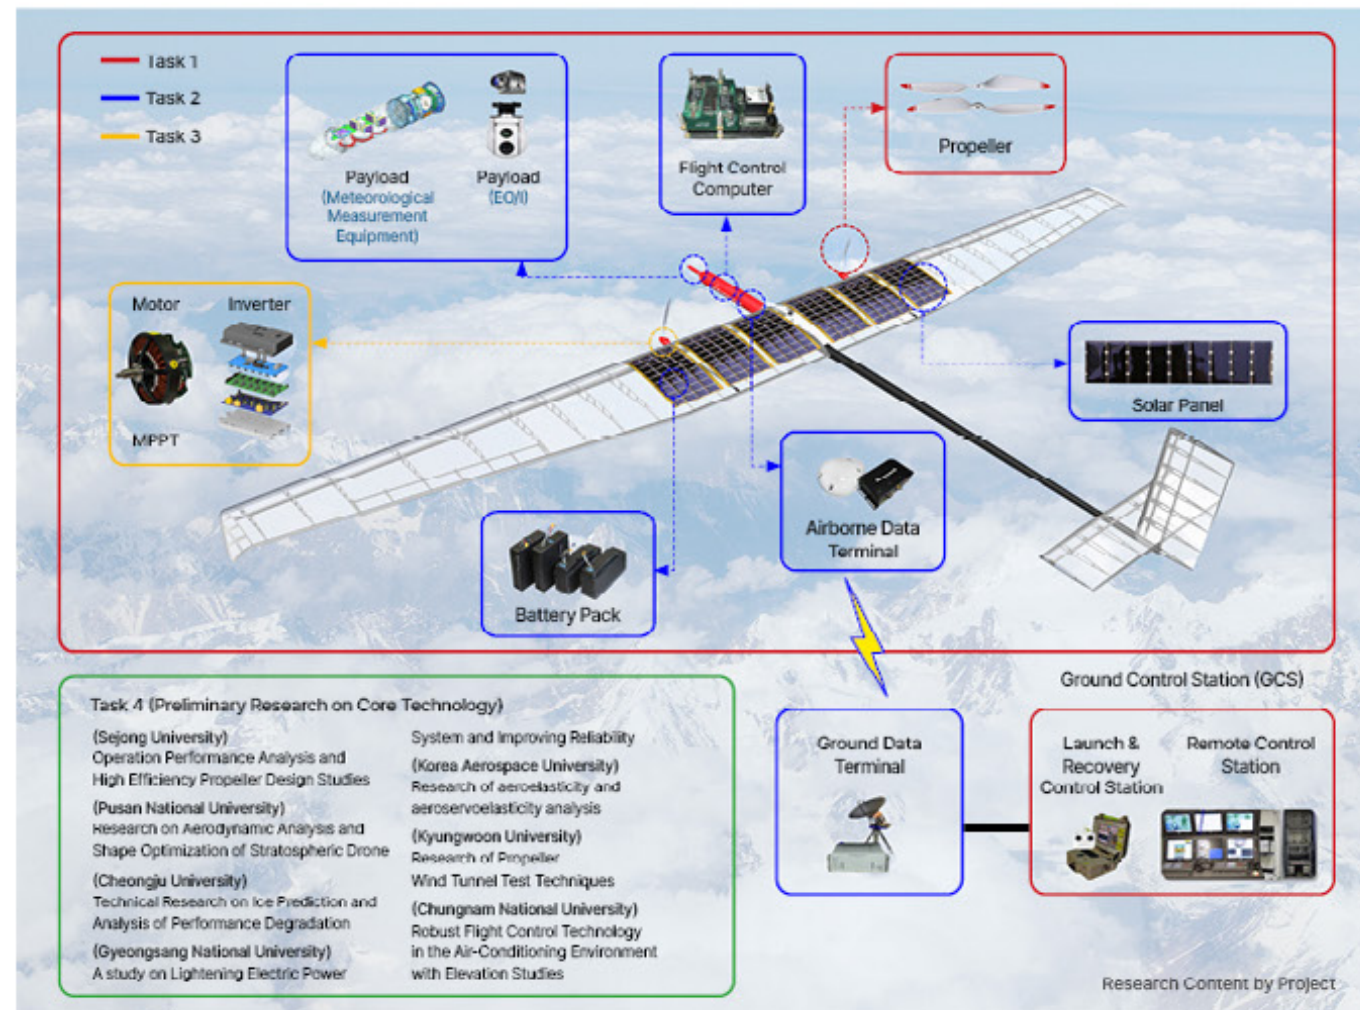 Task 1
Task 2
Task 3
Payload
(Meteorological
Measurement
Equipment)
Payload
(EO/I)
Flight Control
Computer
Propeller
Motor
Inverter
MPPT
Solar Panel
Airborne Data
Terminal
Battery Pack
Ground Control Station (GCS)
Ground Data
Terminal
Launch &
Recovery
Control Station
Remote Control
Station
Task 4 (Preliminary Research on Core Technology)
(Sejong University)
Operation Performance Analysis and
High Efficiency Propeller Design Studies
(Pusan National University)
Research on Aerodynamic Analysis and
Shape Optimization of Stratospheric Drone
(Cheongju University)
Technical Research on Ice Prediction and
Analysis of Performance Degradation
(Gyeongsang National University)
A study on Lightening Electric Power
System and Improving Reliability
(Korea Aerospace University)
Research of aeroelasticity and
aeroservoelasticity analysis
(Kyungwoon University)
Research of Propeller
Wind Tunnel Test Techniques
(Chungnam National University)
Robust Flight Control Technology
in the Air-Conditioning Environment
with Elevation Studies
Research Content by Project